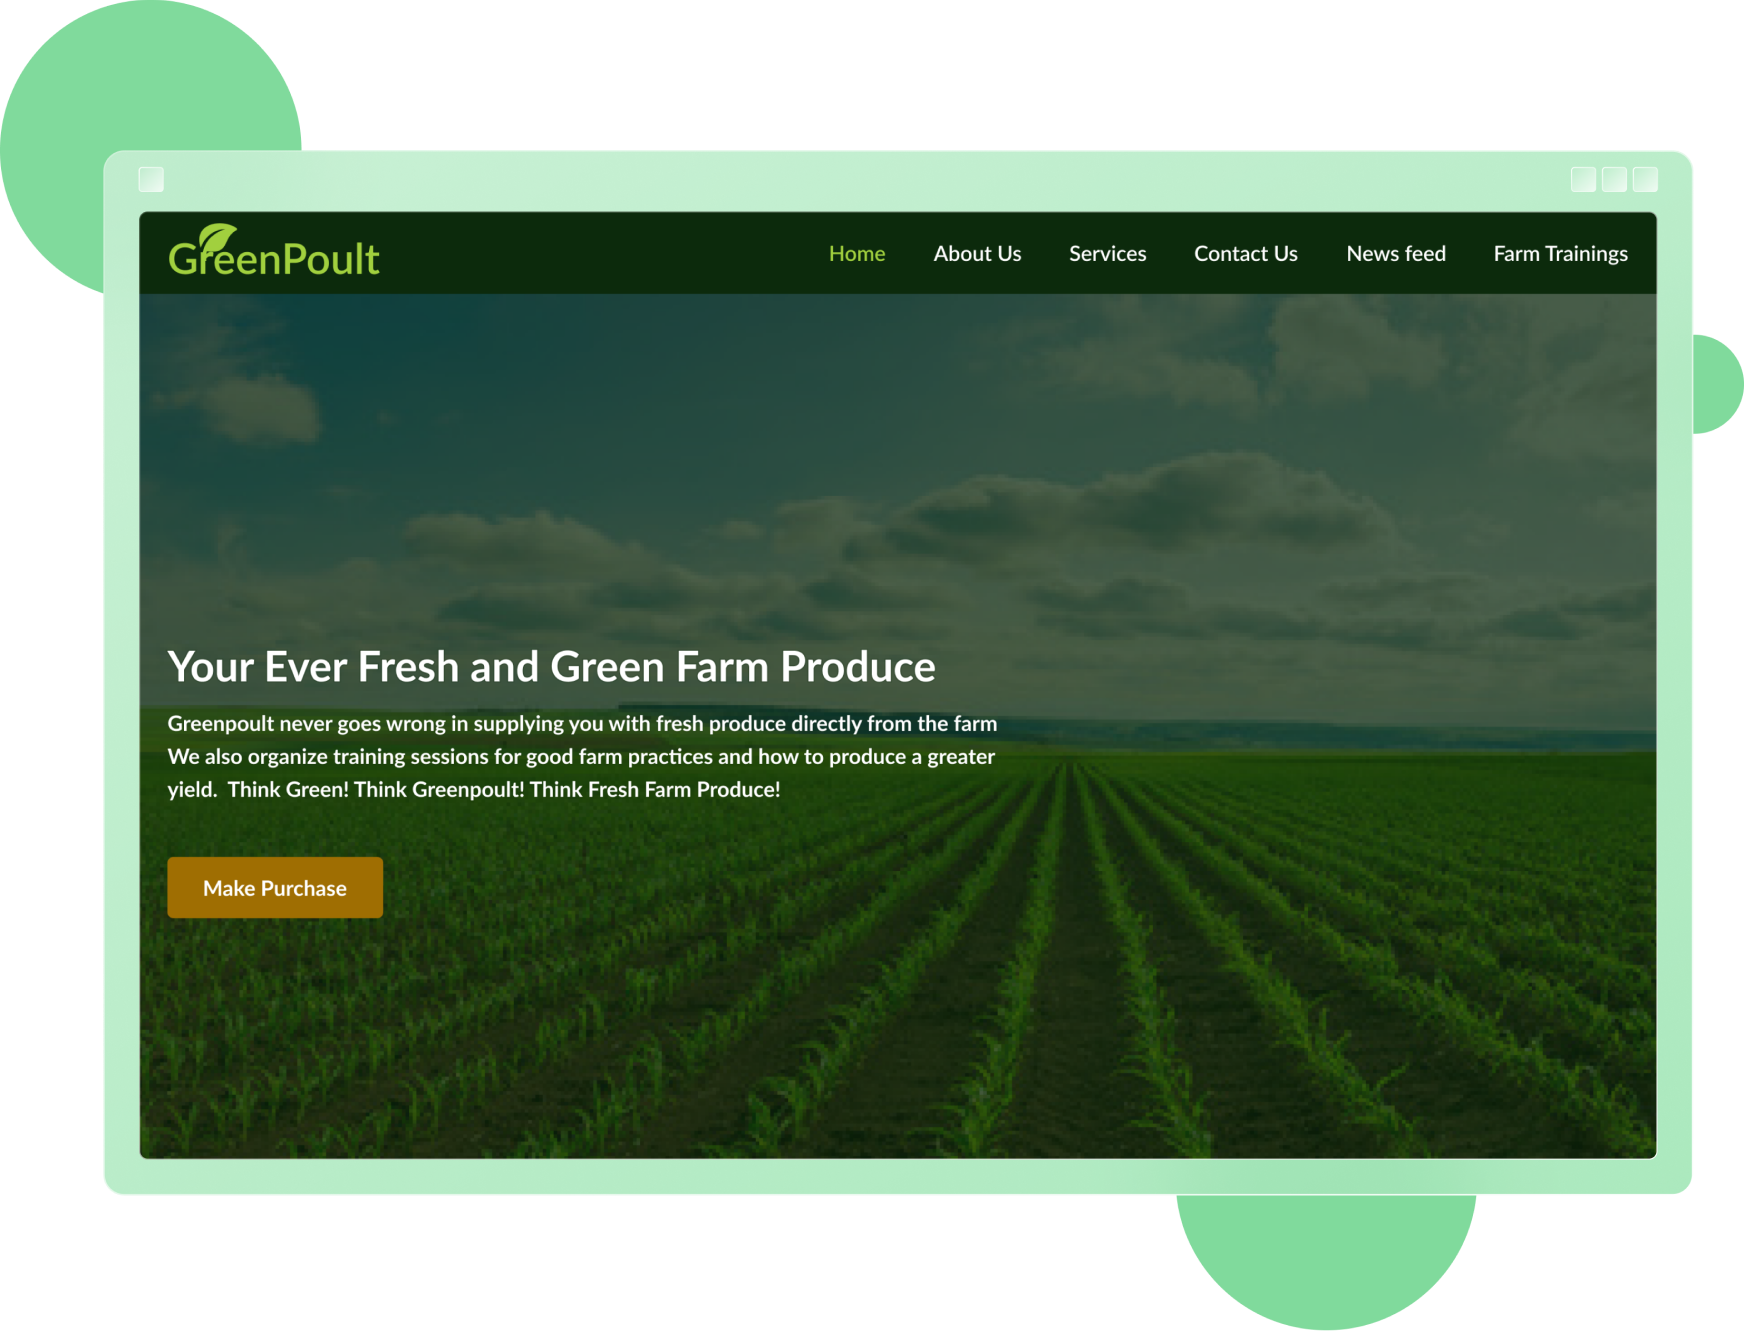 GreenPoult
Home About Us Services Contact Us News feed Farm Trainings
Your Ever Fresh and Green Farm Produce
Greenpoult never goes wrong in supplying you with fresh produce directly from the farm
We also organize training sessions for good farm practices and how to produce a greater
yield.  Think Green! Think Greenpoult! Think Fresh Farm Produce!
Make Purchase